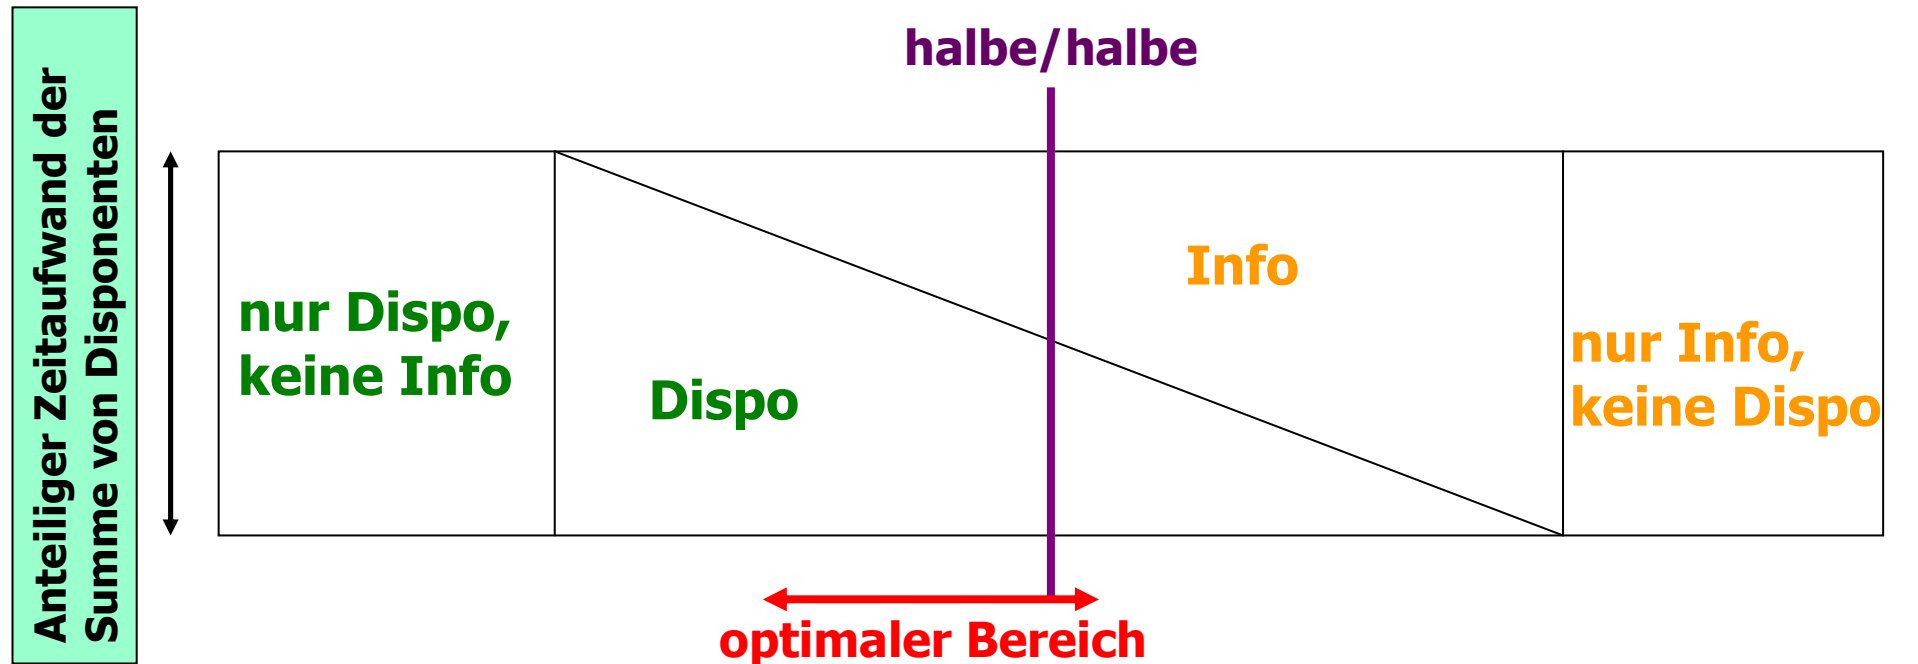 Anteiliger Zeitaufwand der
Summe von Disponenten
halbe/halbe
nur Dispo,
keine Info
Dispo
Info
nur Info,
keine Dispo
optimaler Bereich